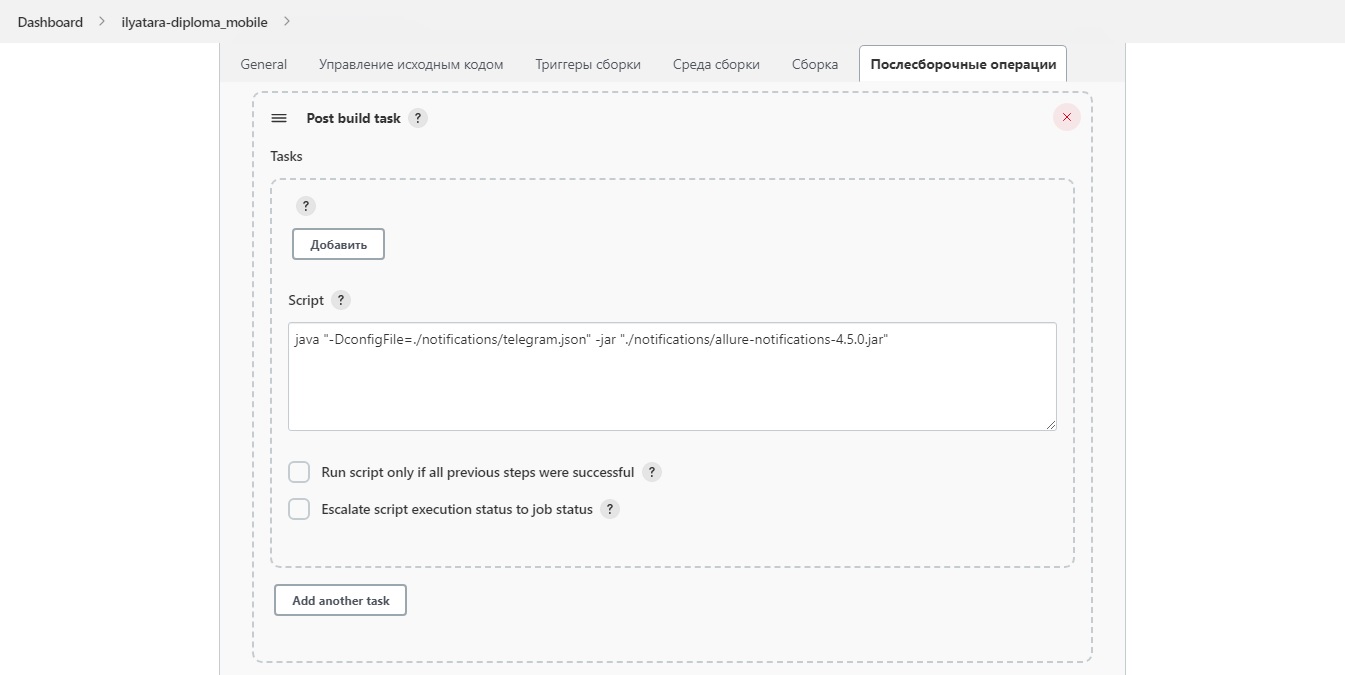 Dashboard > ilyatara-diploma_mobile >
General Управление исходным кодом Триггеры сборки Среда сборки Сборка Послесборочные операции
Post build task ?
Tasks
?
Добавить
Script ?
java "-DconfigFile=./notifications/telegram.json" -jar "./notifications/allure-notifications-4.5.0.jar"
Run script only if all previous steps were successful ?
Escalate script execution status to job status ?
Add another task